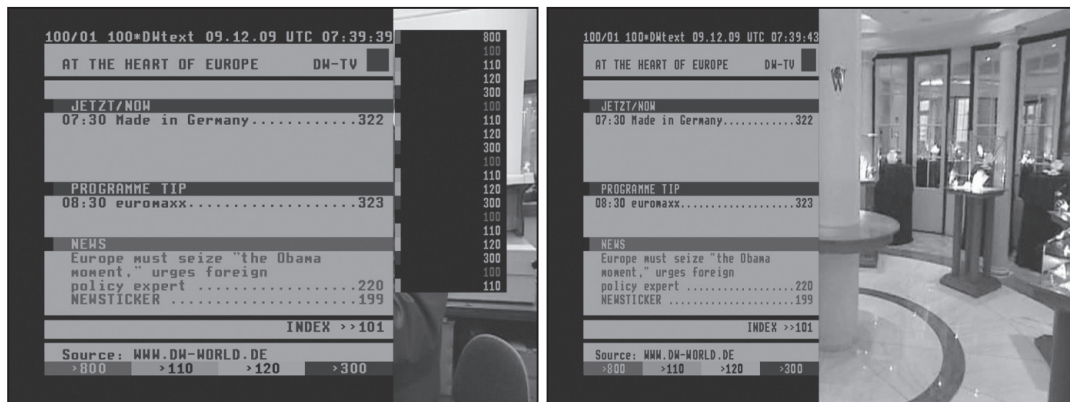 100/01 100*DWtext 09.12.09 UTC 07:39:39
AT THE HEART OF EUROPE DW-TV
JETZT/NOW
07:30 Made in Germany............322
PROGRAMME TIP
08:30 euromaxx..................323
NEWS
Europe must seize "the Obama
moment," urges foreign
policy expert ..................220
NEWSTICKER .....................199
INDEX >>101
Source: WWW.DW-WORLD.DE
>800 >110 >120 >300
800
100
110
120
300
100
110
120
300
100
110
120
300
100
110
120
300
100
110
100/01 100*DWtext 09.12.09 UTC 07:39:43
AT THE HEART OF EUROPE DW-TV
JETZT/NOW
07:30 Made in Germany............322
PROGRAMME TIP
08:30 euromaxx..................323
NEWS
Europe must seize "the Obama
moment," urges foreign
policy expert ..................220
NEWSTICKER .....................199
INDEX >>101
Source: WWW.DW-WORLD.DE
>800 >110 >120 >300
W